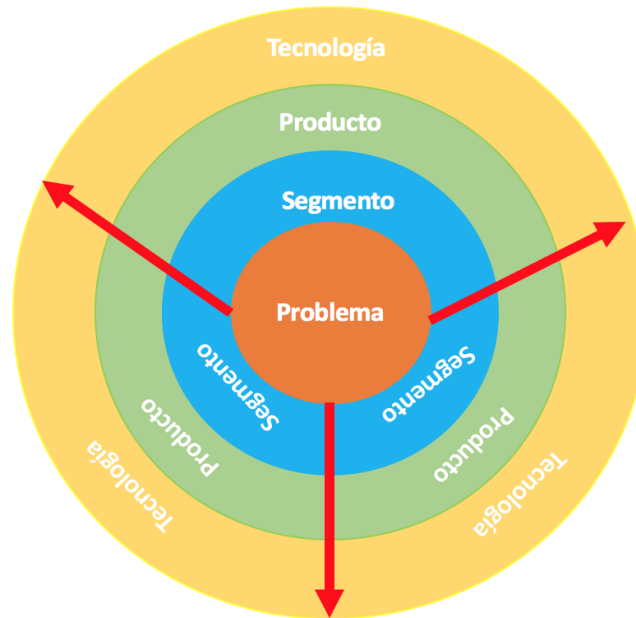 Tecnología
Producto
Segmento
Problema
Segmento
Segmento
Producto
Producto
Tecnología
Tecnología